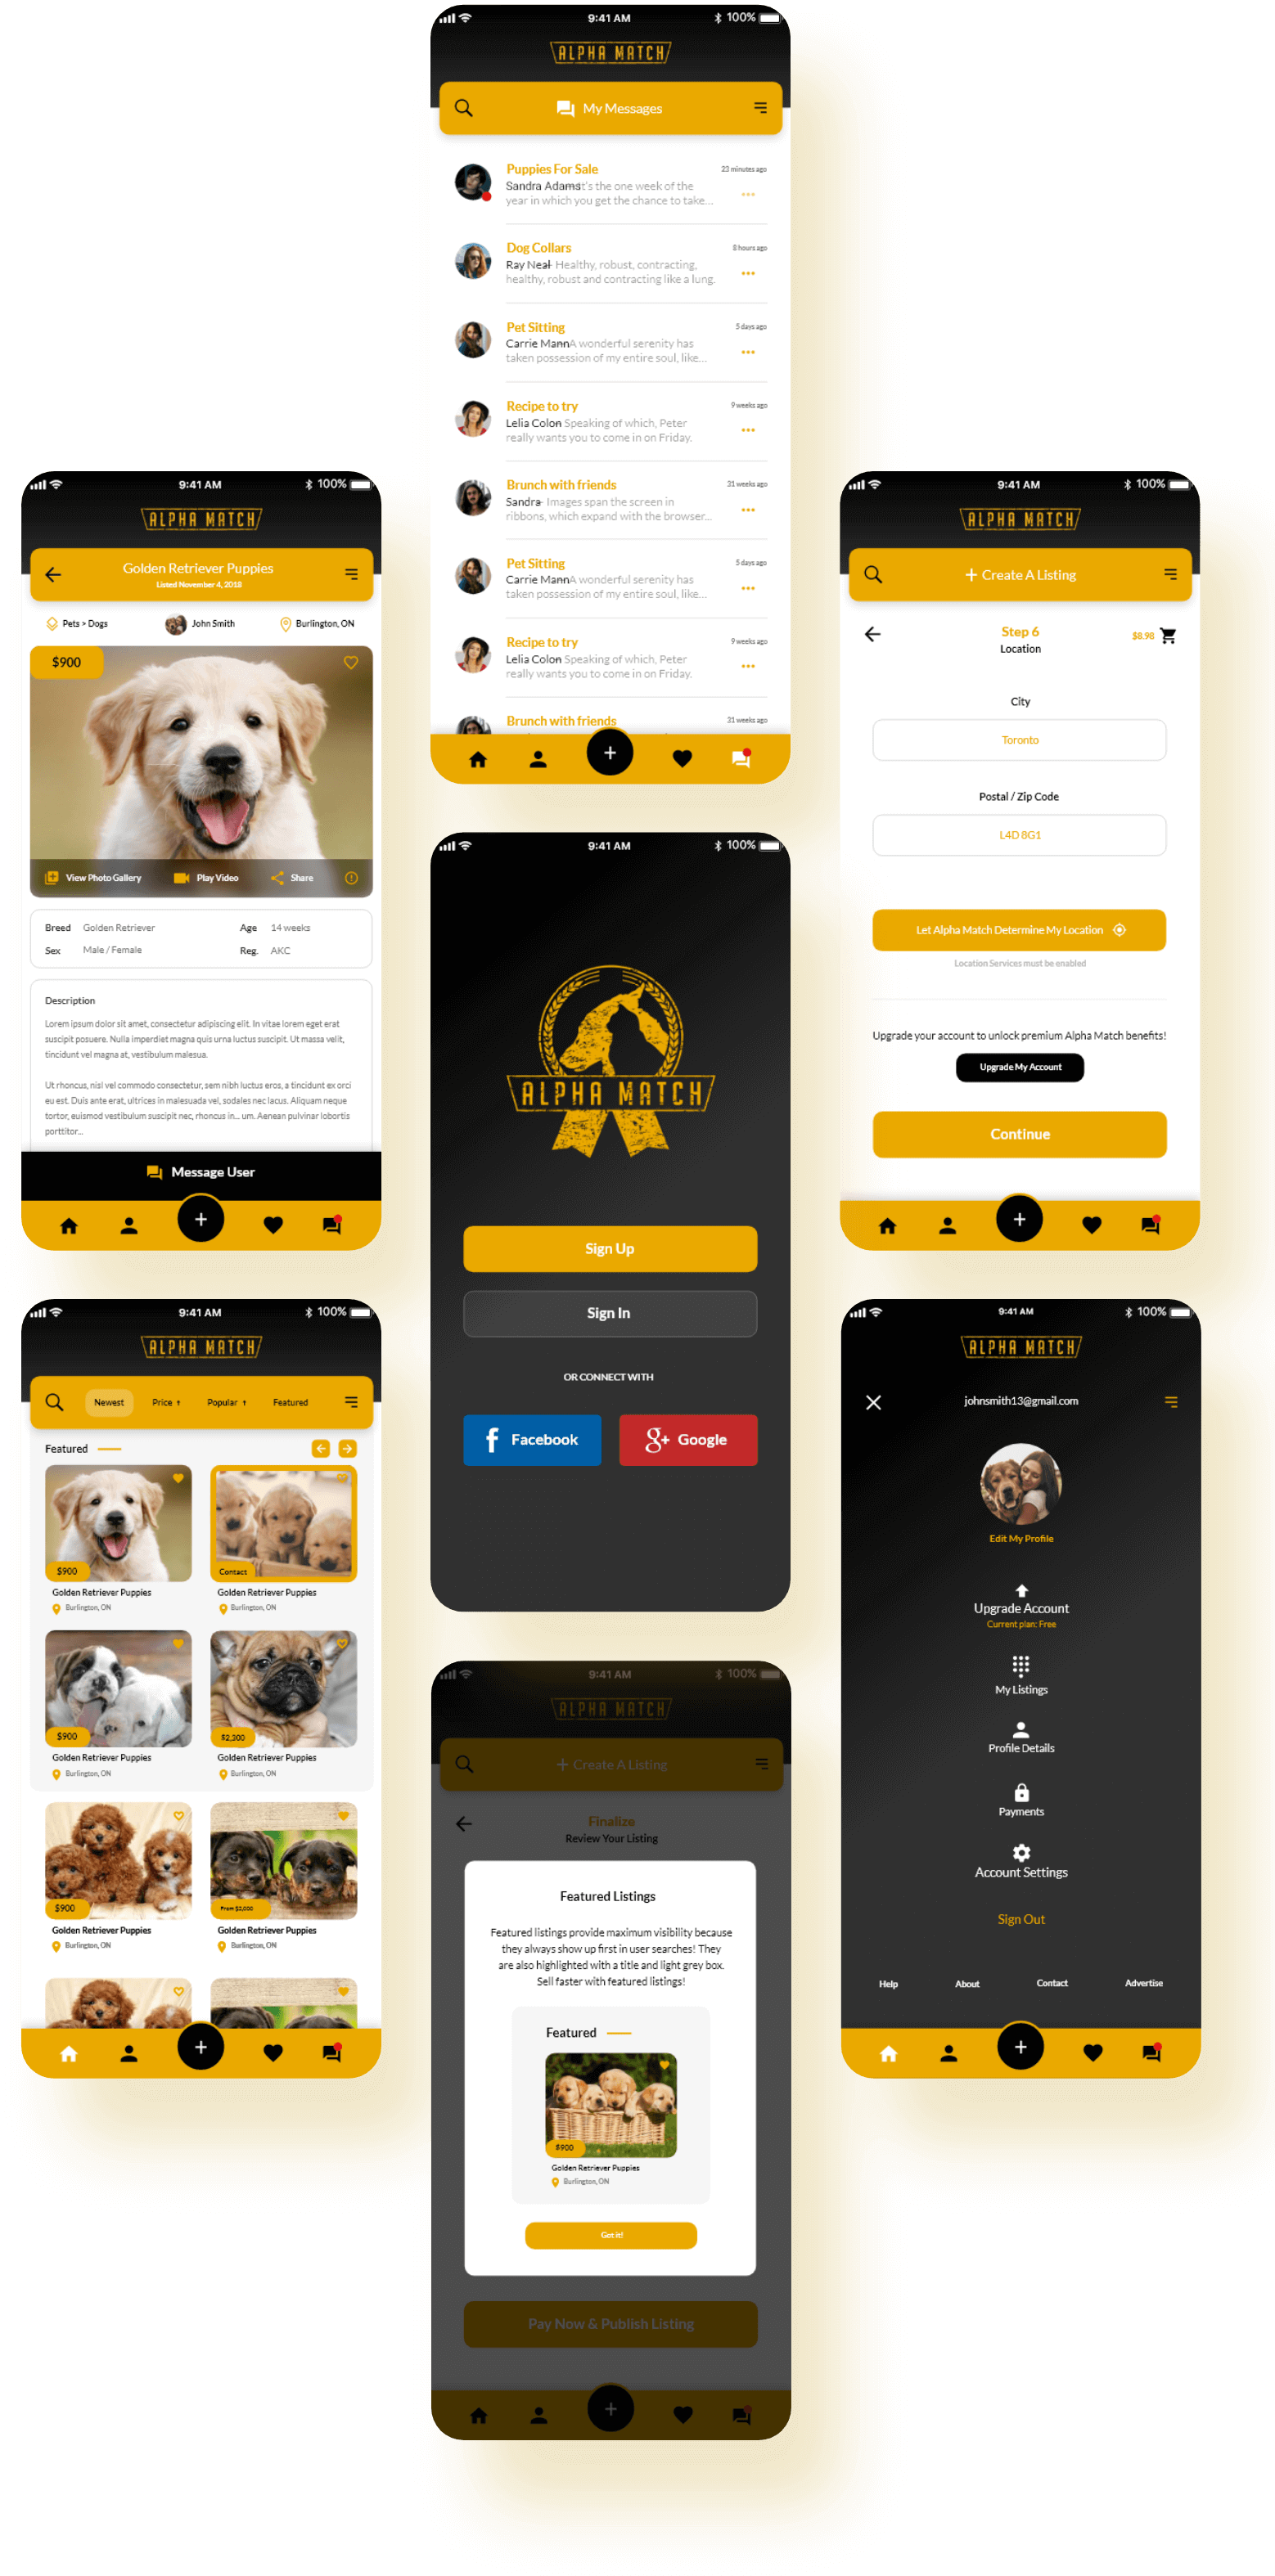 9:41 AM
100%
ALPHA MATCH
My Messages
Puppies For Sale
23 minutes ago
Sandra Adams It's the one week of the
year in which you get the chance to take...
Dog Collars
8 hours ago
Ray Neal- Healthy, robust, contracting,
healthy, robust and contracting like a lung.
Pet Sitting
5 days ago
Carrie Mann A wonderful serenity has
taken possession of my entire soul, like...
Recipe to try
9 weeks ago
Lelia Colon Speaking of which, Peter
really wants you to come in on Friday.
Brunch with friends
31 weeks ago
Sandra- Images span the screen in
ribbons, which expand with the browser...
Pet Sitting
5 days ago
Carrie Mann A wonderful serenity has
taken possession of my entire soul, like...
Recipe to try
9 weeks ago
Lelia Colon Speaking of which, Peter
really wants you to come in on Friday.
Brunch with friends
31 weeks ago
9:41 AM
100%
ALPHA MATCH
Golden Retriever Puppies
Listed November 4, 2018
Pets > Dogs
John Smith
Burlington, ON
$900
View Photo Gallery
Play Video
Share
Breed Golden Retriever
Age 14 weeks
Sex Male / Female
Reg. AKC
Description
Lorem ipsum dolor sit amet, consectetur adipiscing elit. In vitae lorem eget erat
suscipit posuere. Nulla imperdiet magna quis urna luctus suscipit. Ut massa velit,
tincidunt vel magna at, vestibulum malesua.
Ut rhoncus, nisl vel commodo consectetur, sem nibh luctus eros, a tincidunt ex orci
eu est. Duis ante erat, ultrices in malesuada vel, sodales nec lacus. Aliquam neque
tortor, euismod vestibulum suscipit nec, rhoncus in... um. Aenean pulvinar lobortis
porttitor...
Message User
9:41 AM
100%
ALPHA MATCH
+ Create A Listing
Step 6
Location
$8.98
City
Toronto
Postal / Zip Code
L4D 8G1
Let Alpha Match Determine My Location
Location Services must be enabled
Upgrade your account to unlock premium Alpha Match benefits!
Upgrade My Account
Continue
9:41 AM
100%
ALPHA MATCH
Sign Up
Sign In
OR CONNECT WITH
Facebook
g+ Google
9:41 AM
100%
ALPHA MATCH
Newest
Price ↑
Popular ↑
Featured
Featured
$900
Contact
Golden Retriever Puppies
Golden Retriever Puppies
Burlington, ON
Burlington, ON
$900
$2,300
Golden Retriever Puppies
Golden Retriever Puppies
Burlington, ON
Burlington, ON
$900
From $2,000
Golden Retriever Puppies
Golden Retriever Puppies
Burlington, ON
Burlington, ON
9:41 AM
100%
ALPHA MATCH
johnsmith13@gmail.com
Edit My Profile
Upgrade Account
Current plan: Free
My Listings
Profile Details
Payments
Account Settings
Sign Out
Help
About
Contact
Advertise
9:41 AM
100%
ALPHA MATCH
+ Create A Listing
Finalize
Review Your Listing
Featured Listings
Featured listings provide maximum visibility because
they always show up first in user searches! They
are also highlighted with a title and light grey box.
Sell faster with featured listings!
Featured
$900
Golden Retriever Puppies
Burlington, ON
Got it!
Pay Now & Publish Listing